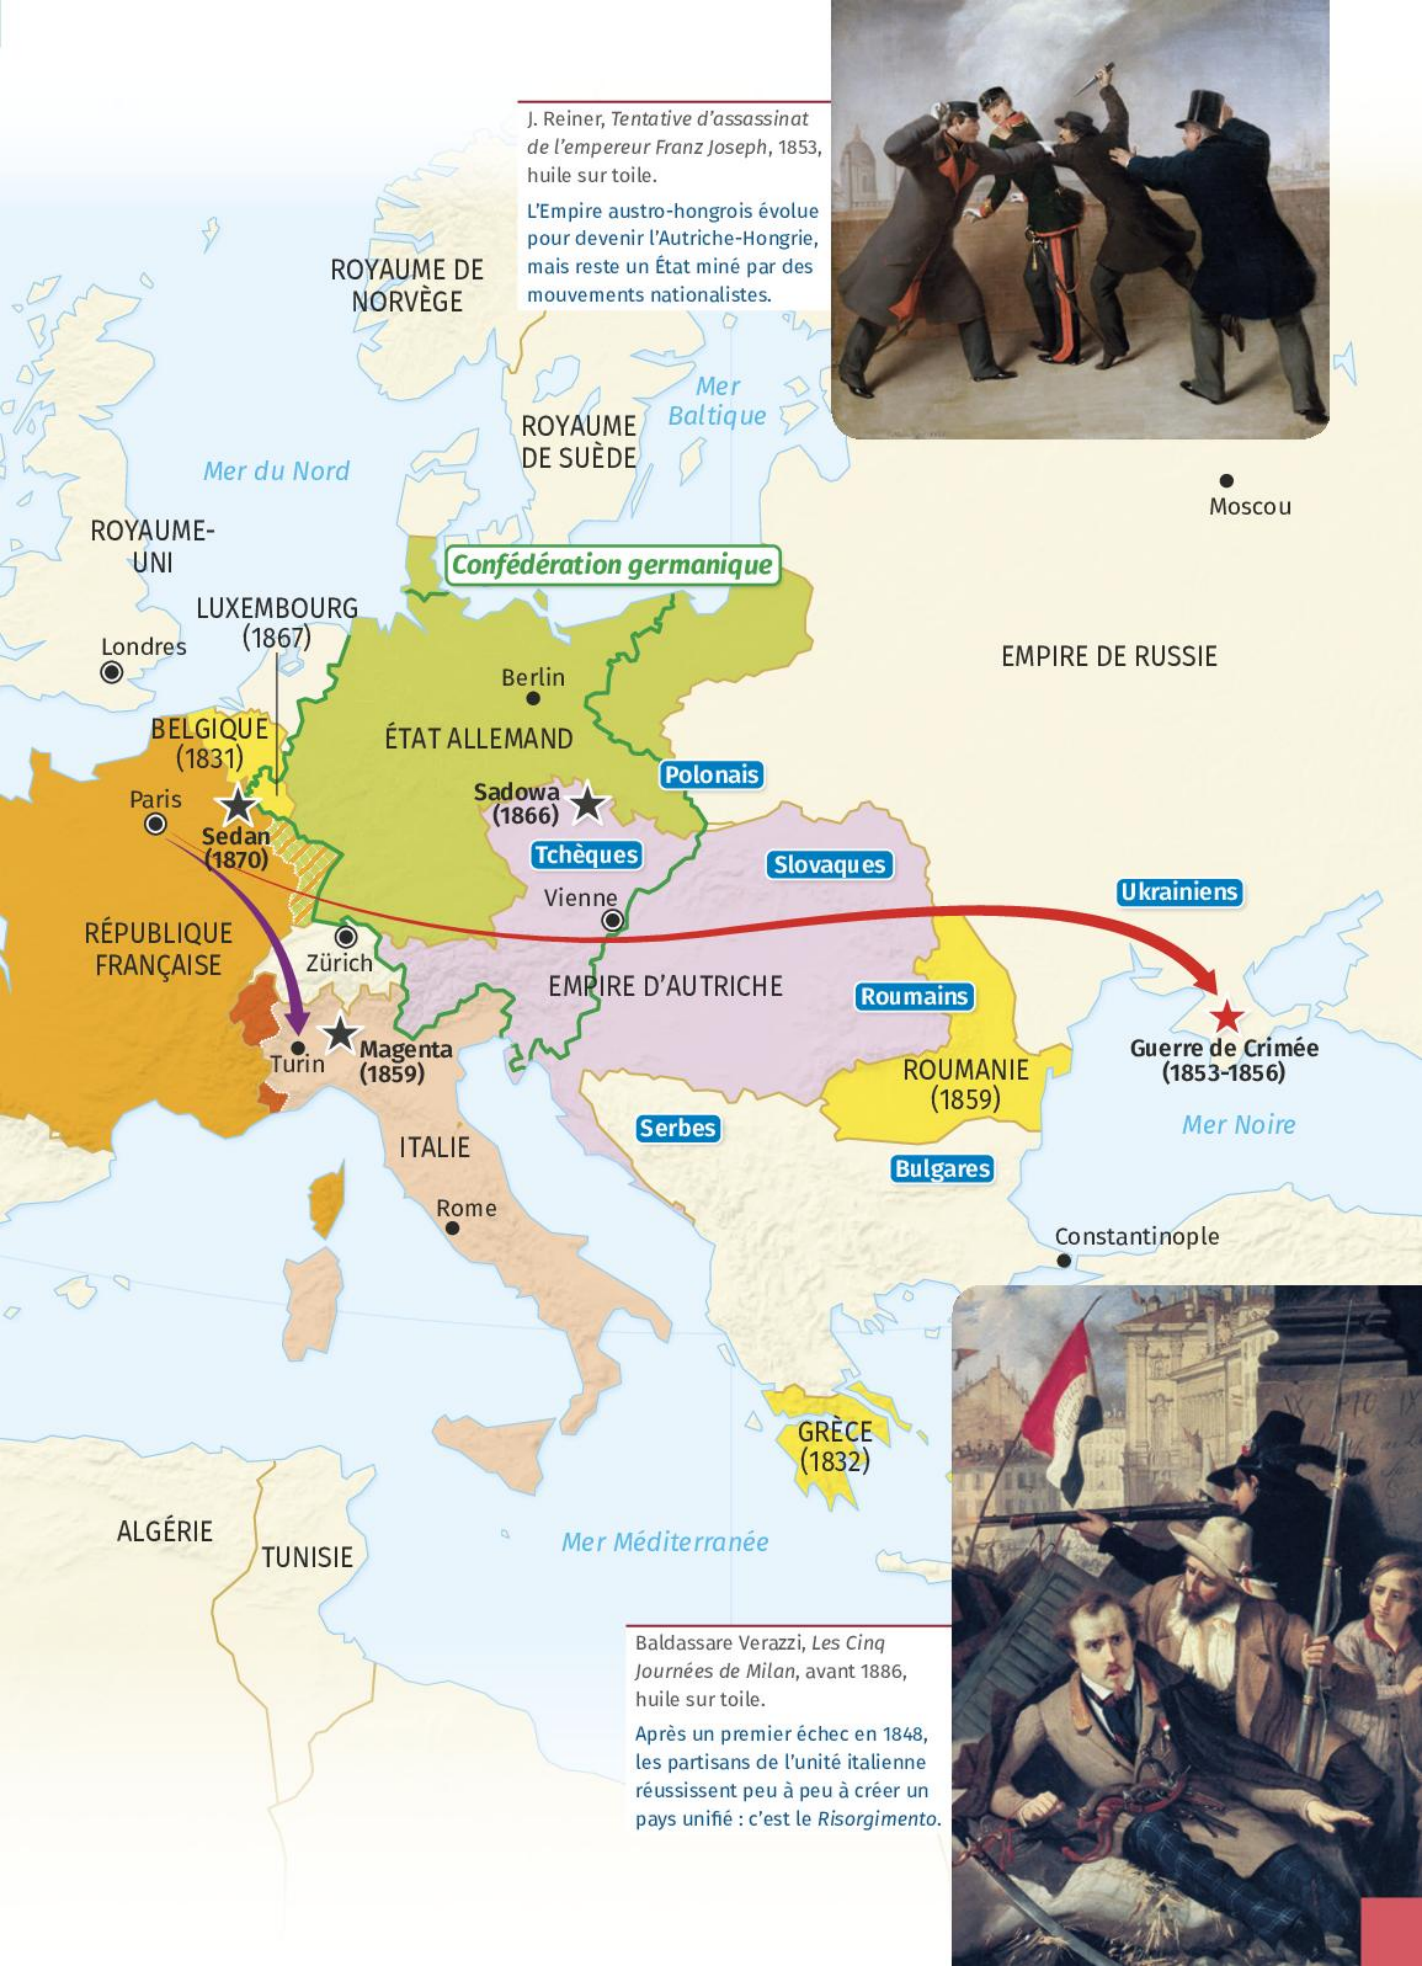 J. Reiner, Tentative d'assassinat
de l'empereur Franz Joseph, 1853,
huile sur toile.
L'Empire austro-hongrois évolue
pour devenir l'Autriche-Hongrie,
mais reste un État miné par des
mouvements nationalistes.
ROYAUME DE
NORVÈGE
Mer
Baltique
ROYAUME
DE SUÈDE
Mer du Nord
Moscou
ROYAUME-
UNI
Confédération germanique
LUXEMBOURG
(1867)
Londres
EMPIRE DE RUSSIE
Berlin
BELGIQUE
(1831)
ÉTAT ALLEMAND
Polonais
Paris
Sadowa
(1866)
Sedan
(1870)
Tchèques
Slovaques
Vienne
Ukrainiens
RÉPUBLIQUE
FRANÇAISE
Zürich
EMPIRE D'AUTRICHE
Roumains
Turin
Magenta
(1859)
Guerre de Crimée
(1853-1856)
ROUMANIE
(1859)
Mer Noire
Serbes
ITALIE
Bulgares
Rome
Constantinople
GRÈCE
(1832)
ALGÉRIE
TUNISIE
Mer Méditerranée
Baldassare Verazzi, Les Cinq
Journées de Milan, avant 1886,
huile sur toile.
Après un premier échec en 1848,
les partisans de l'unité italienne
réussissent peu à peu à créer un
pays unifié : c'est le Risorgimento.